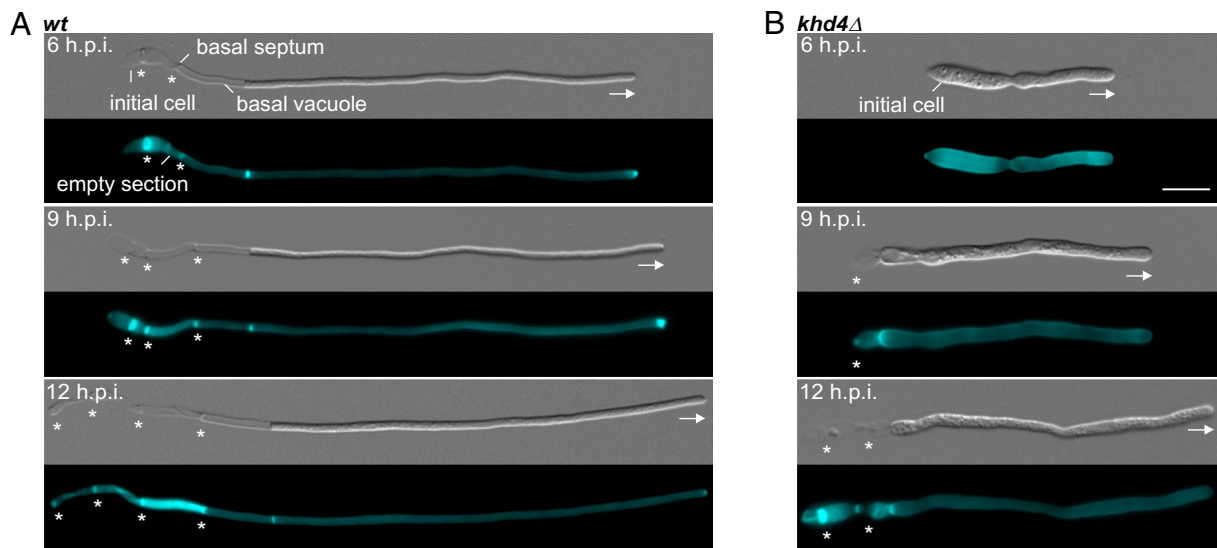 A wt
6 h.p.i.
basal septum
* *
initial cell
basal vacuole
* *
empty section
9 h.p.i.
* * *
* * *
12 h.p.i.
* * * *
* * * *
B khd4Δ
6 h.p.i.
initial cell
9 h.p.i.
*
*
12 h.p.i.
* *
* *